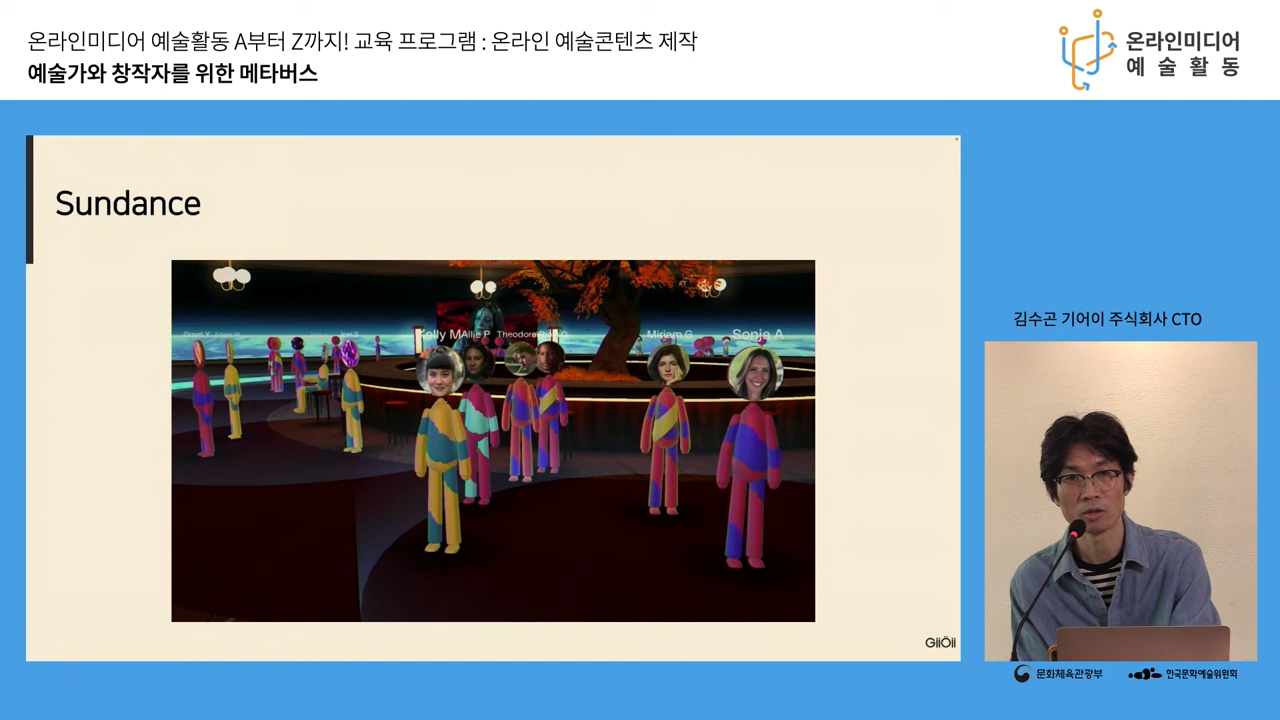 온라인미디어 예술활동 A부터 Z까지! 교육 프로그램 : 온라인 예술콘텐츠 제작
예술가와 창작자를 위한 메타버스
온라인미디어
예술활동
Sundance
Kelly M
Allie P
Theodora
Miriam G
Sonja A
GiiÖii
김수곤 기어이 주식회사 CTO
문화체육관광부
한국문화예술위원회